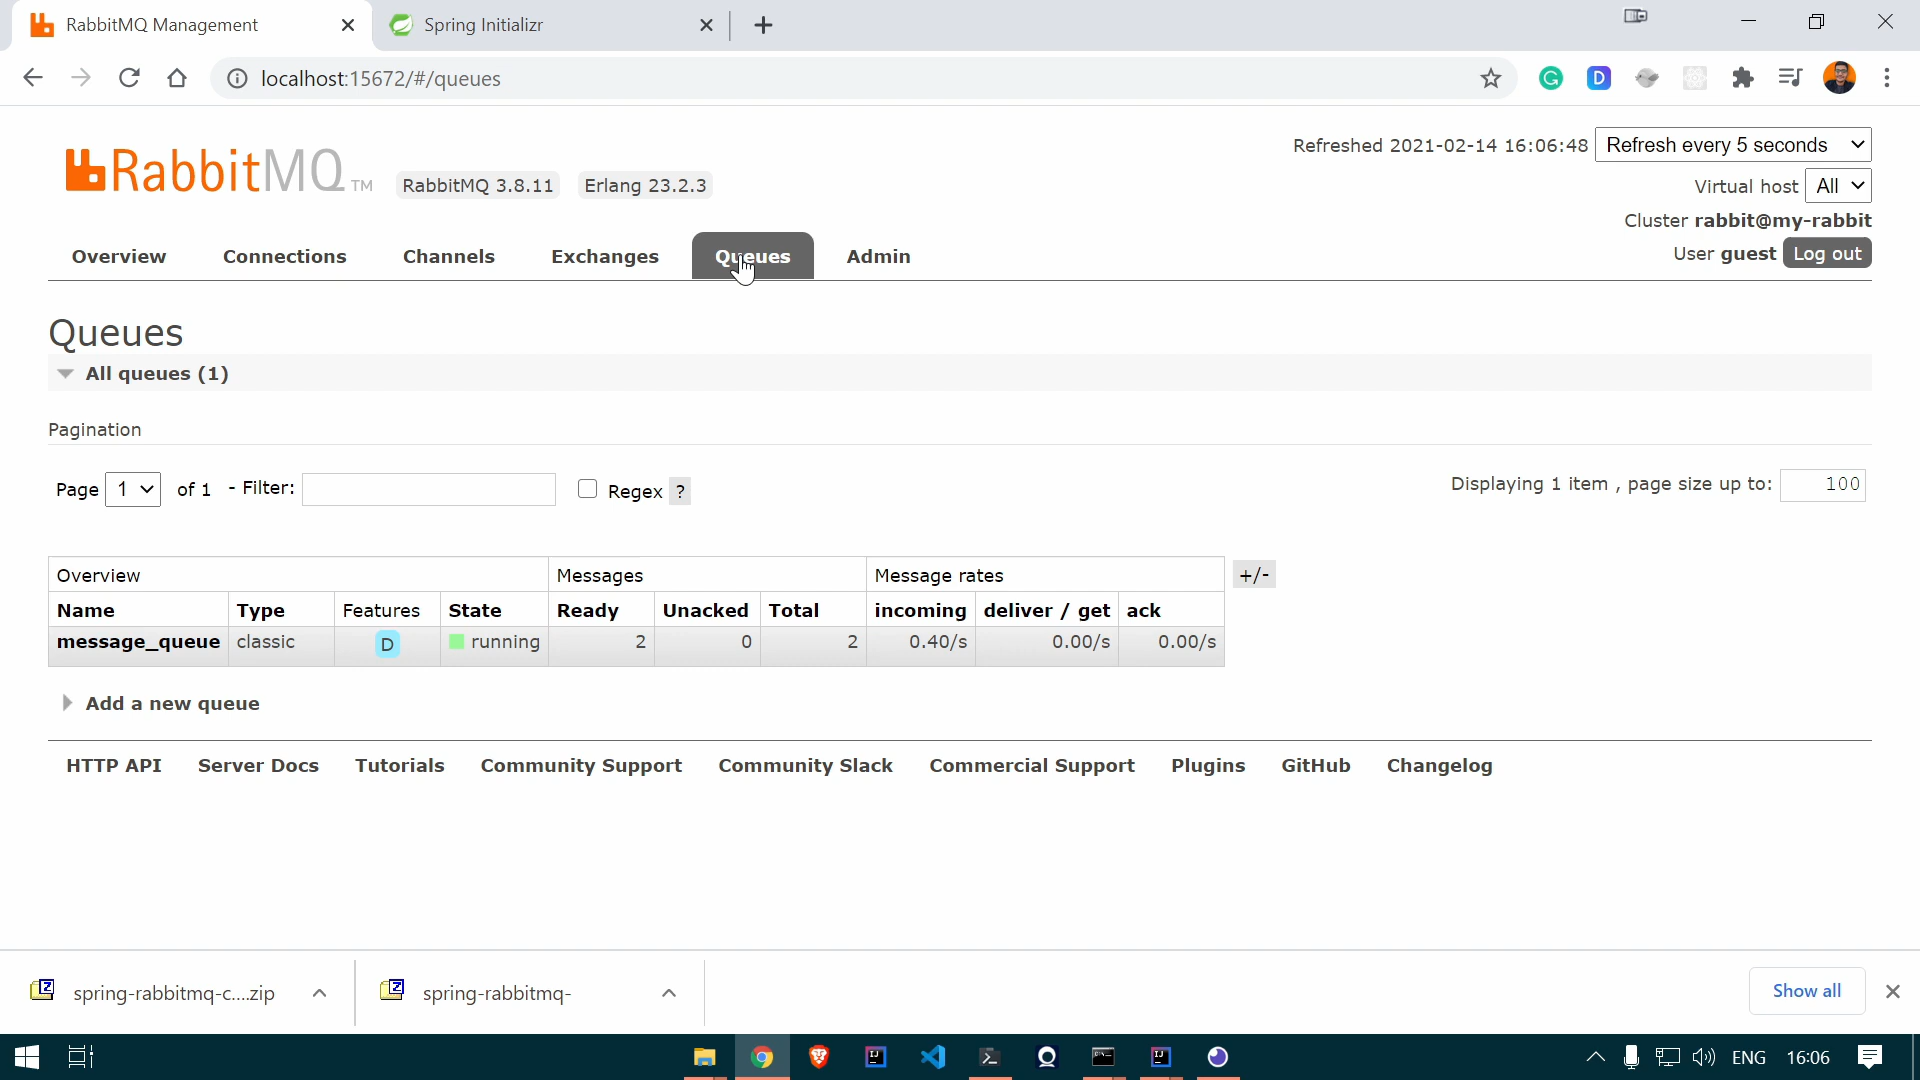 RabbitMQ Management
Spring Initializr
localhost:15672/#/queues
RabbitMQ TM
RabbitMQ 3.8.11
Erlang 23.2.3
Refreshed 2021-02-14 16:06:48
Refresh every 5 seconds
Virtual host All
Cluster rabbit@my-rabbit
User guest Log out
Overview Connections Channels Exchanges Queues Admin
Queues
All queues (1)
Pagination
Page 1 of 1 - Filter: Regex ?
Displaying 1 item , page size up to: 100
Overview Messages Message rates +/-
Name Type Features State Ready Unacked Total incoming deliver / get ack
message_queue classic D running 2 0 2 0.40/s 0.00/s 0.00/s
Add a new queue
HTTP API Server Docs Tutorials Community Support Community Slack Commercial Support Plugins GitHub Changelog
spring-rabbitmq-c....zip
spring-rabbitmq-
Show all
ENG 16:06